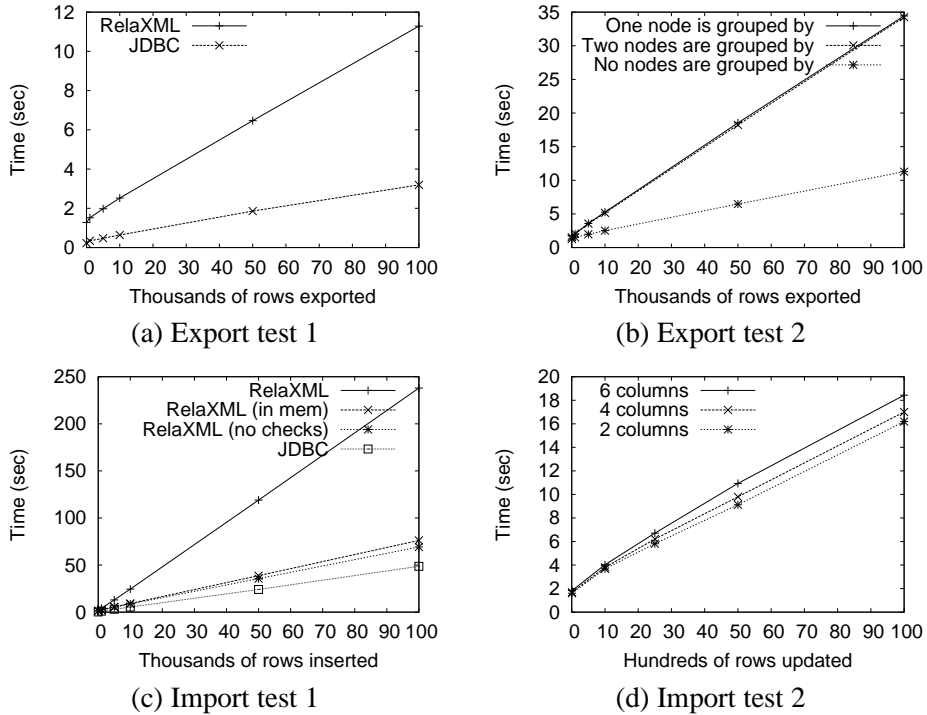 12
10
8
6
4
2
0
Time (sec)
RelaXML
JDBC
0 10 20 30 40 50 60 70 80 90 100
Thousands of rows exported
(a) Export test 1
35
30
25
20
15
10
5
0
Time (sec)
One node is grouped by
Two nodes are grouped by
No nodes are grouped by
0 10 20 30 40 50 60 70 80 90 100
Thousands of rows exported
(b) Export test 2
250
200
150
100
50
0
Time (sec)
RelaXML
RelaXML (in mem)
RelaXML (no checks)
JDBC
0 10 20 30 40 50 60 70 80 90 100
Thousands of rows inserted
(c) Import test 1
20
18
16
14
12
10
8
6
4
2
0
Time (sec)
6 columns
4 columns
2 columns
0 10 20 30 40 50 60 70 80 90 100
Hundreds of rows updated
(d) Import test 2